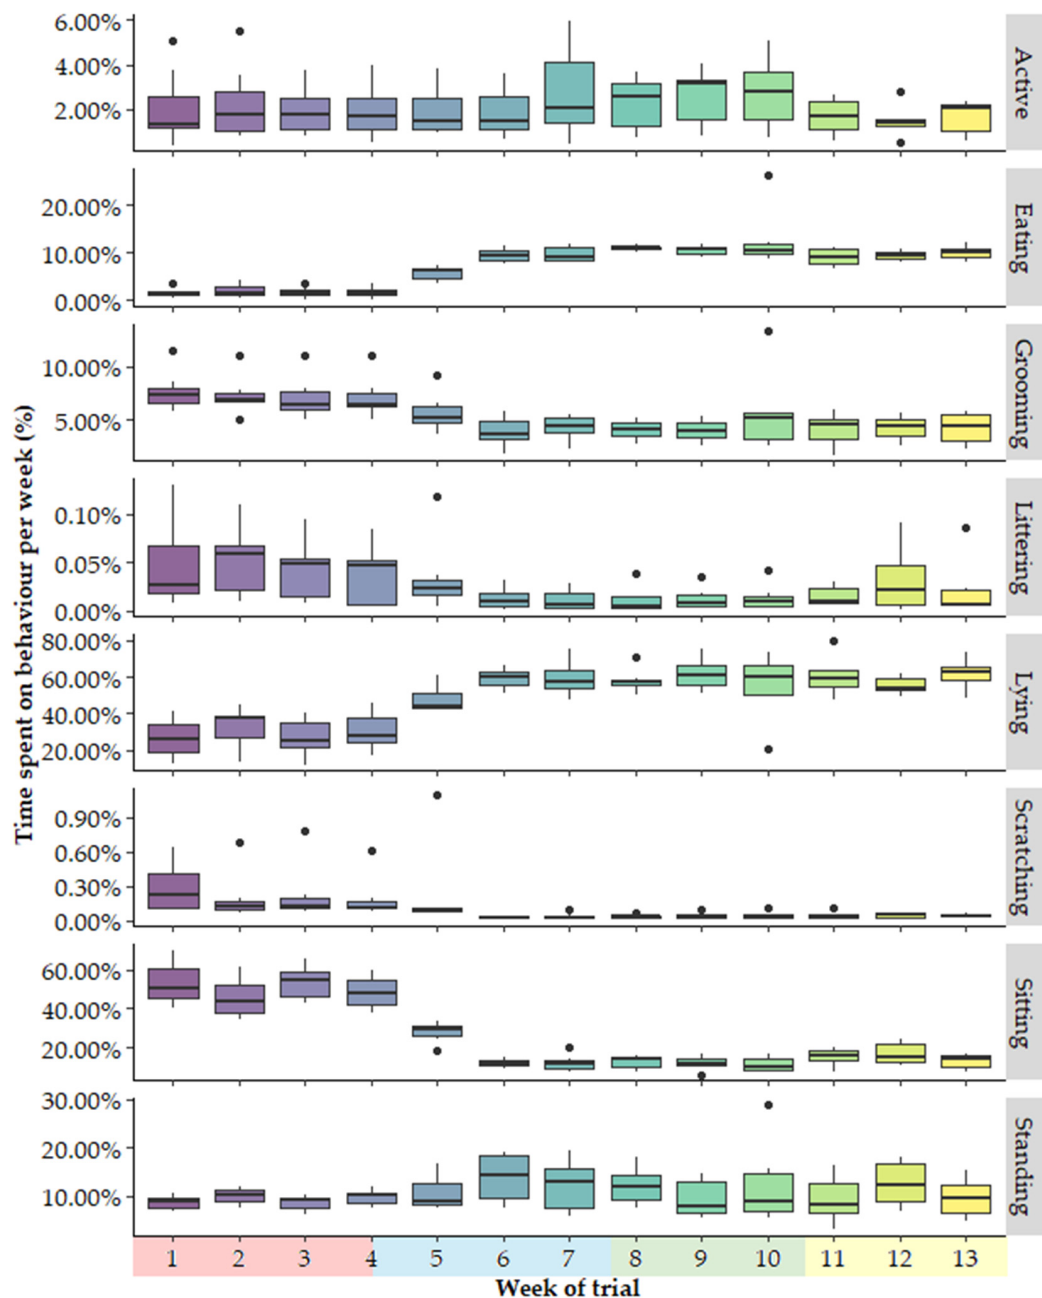 6.00%
4.00%
2.00%
Active
20.00%
10.00%
0.00%
Eating
10.00%
5.00%
Grooming
0.10%
0.05%
0.00%
Littering
80.00%
60.00%
40.00%
20.00%
Lying
0.90%
0.60%
0.30%
0.00%
Scratching
60.00%
40.00%
20.00%
Sitting
30.00%
20.00%
10.00%
Standing
Time spent on behaviour per week (%)
1 2 3 4 5 6 7 8 9 10 11 12 13
Week of trial